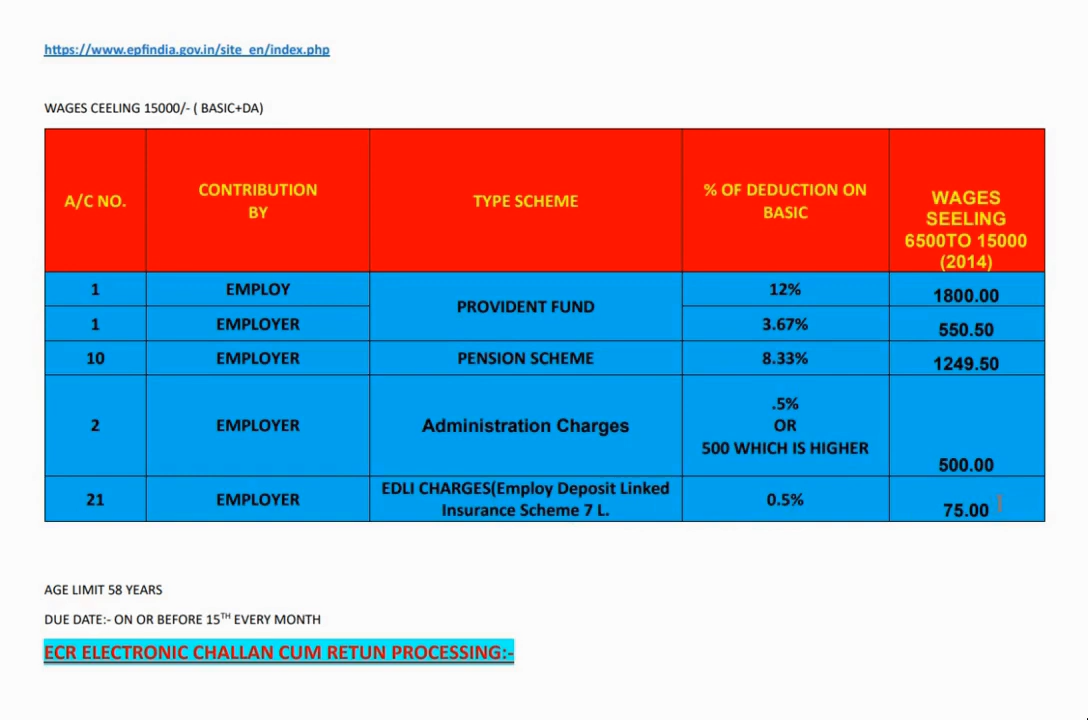 https://www.epfindia.gov.in/site_en/index.php
WAGES CEELING 15000/- ( BASIC+DA)
A/C NO.
CONTRIBUTION
BY
TYPE SCHEME
% OF DEDUCTION ON
BASIC
WAGES
SEELING
6500TO 15000
(2014)
1
EMPLOY
PROVIDENT FUND
12%
1800.00
1
EMPLOYER
3.67%
550.50
10
EMPLOYER
PENSION SCHEME
8.33%
1249.50
2
EMPLOYER
Administration Charges
.5%
OR
500 WHICH IS HIGHER
500.00
21
EMPLOYER
EDLI CHARGES(Employ Deposit Linked
Insurance Scheme 7 L.
0.5%
75.00
AGE LIMIT 58 YEARS
DUE DATE:- ON OR BEFORE 15TH EVERY MONTH
ECR ELECTRONIC CHALLAN CUM RETUN PROCESSING:-